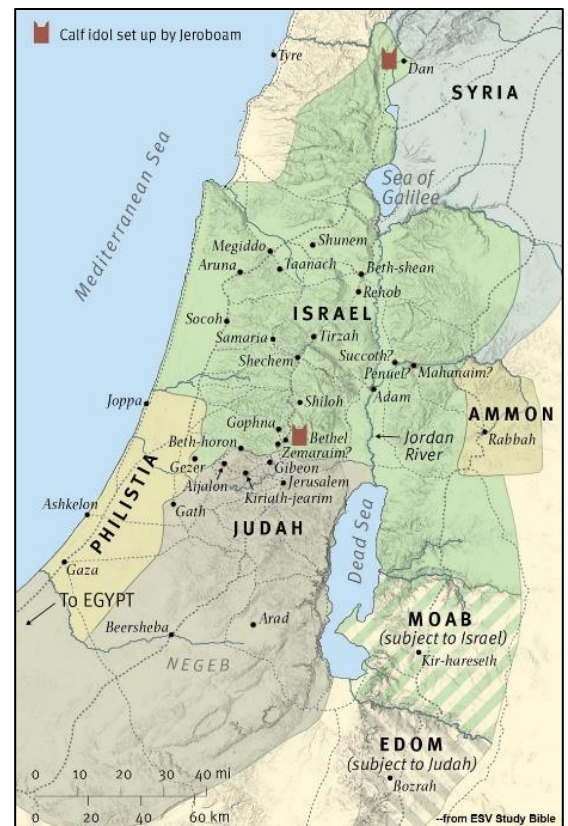 Calf idol set up by Jeroboam
Tyre
Dan
SYRIA
Sea of
Galilee
Mediterranean Sea
Megiddo
Shunem
Aruna
Taanach
Beth-shean
Rehob
ISRAEL
Socoh
Samaria
Tirzah
Shechem
Succoth?
Penuel?
Mahanaim?
Adam
Joppa
Shiloh
AMMON
Rabbah
Gophna
Bethel
Beth-horon
Zemaraim?
Jordan
River
Gezer
Gibeon
Aijalon
Jerusalem
Kiriath-jearim
PHILISTIA
Ashkelon
Gath
JUDAH
Dead Sea
Gaza
To EGYPT
Beersheba
Arad
MOAB
(subject to Israel)
Kir-hareseth
NEGEB
EDOM
(subject to Judah)
Bozrah
0 10 20 30 40 mi
0 20 40 60 km
--from ESV Study Bible